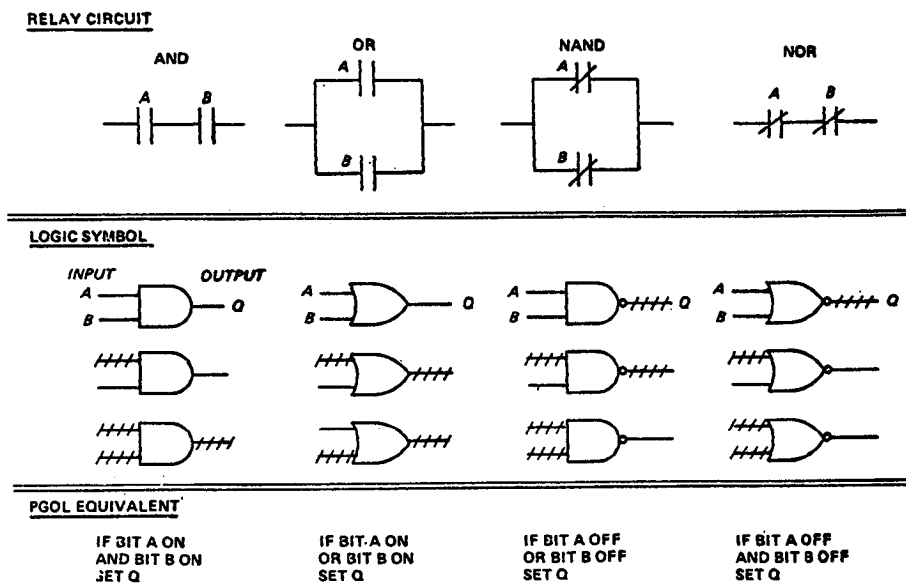 RELAY CIRCUIT
AND
OR
NAND
NOR
A
B
A
B
A
B
A
B
LOGIC SYMBOL
INPUT
OUTPUT
A
B
Q
A
B
Q
A
B
Q
A
B
Q
PGOL EQUIVALENT
IF BIT A ON
AND BIT B ON
SET Q
IF BIT A ON
OR BIT B ON
SET Q
IF BIT A OFF
OR BIT B OFF
SET Q
IF BIT A OFF
AND BIT B OFF
SET Q